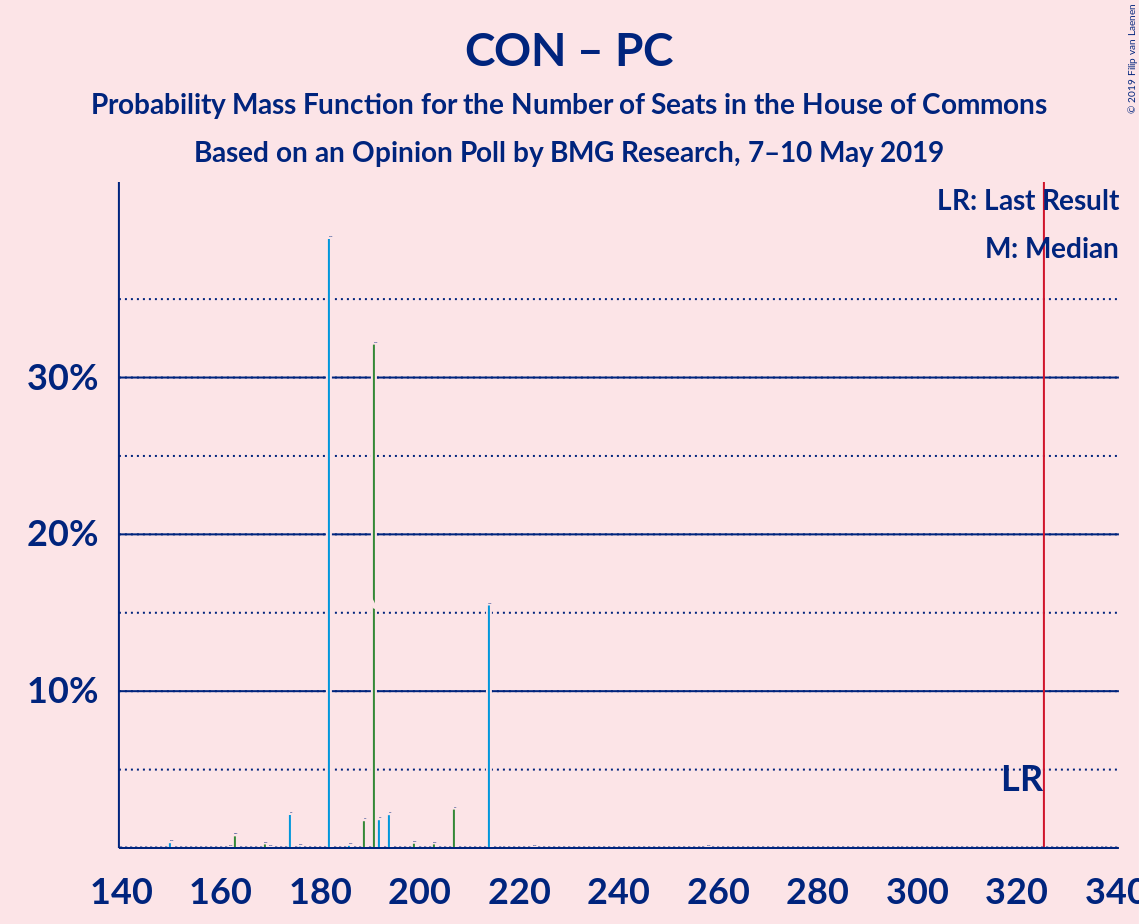 CON – PC
Probability Mass Function for the Number of Seats in the House of Commons
Based on an Opinion Poll by BMG Research, 7–10 May 2019
© 2019 Filip van Laenen
LR: Last Result
M: Median
30%
20%
10%
LR
140 160 180 200 220 240 260 280 300 320 340